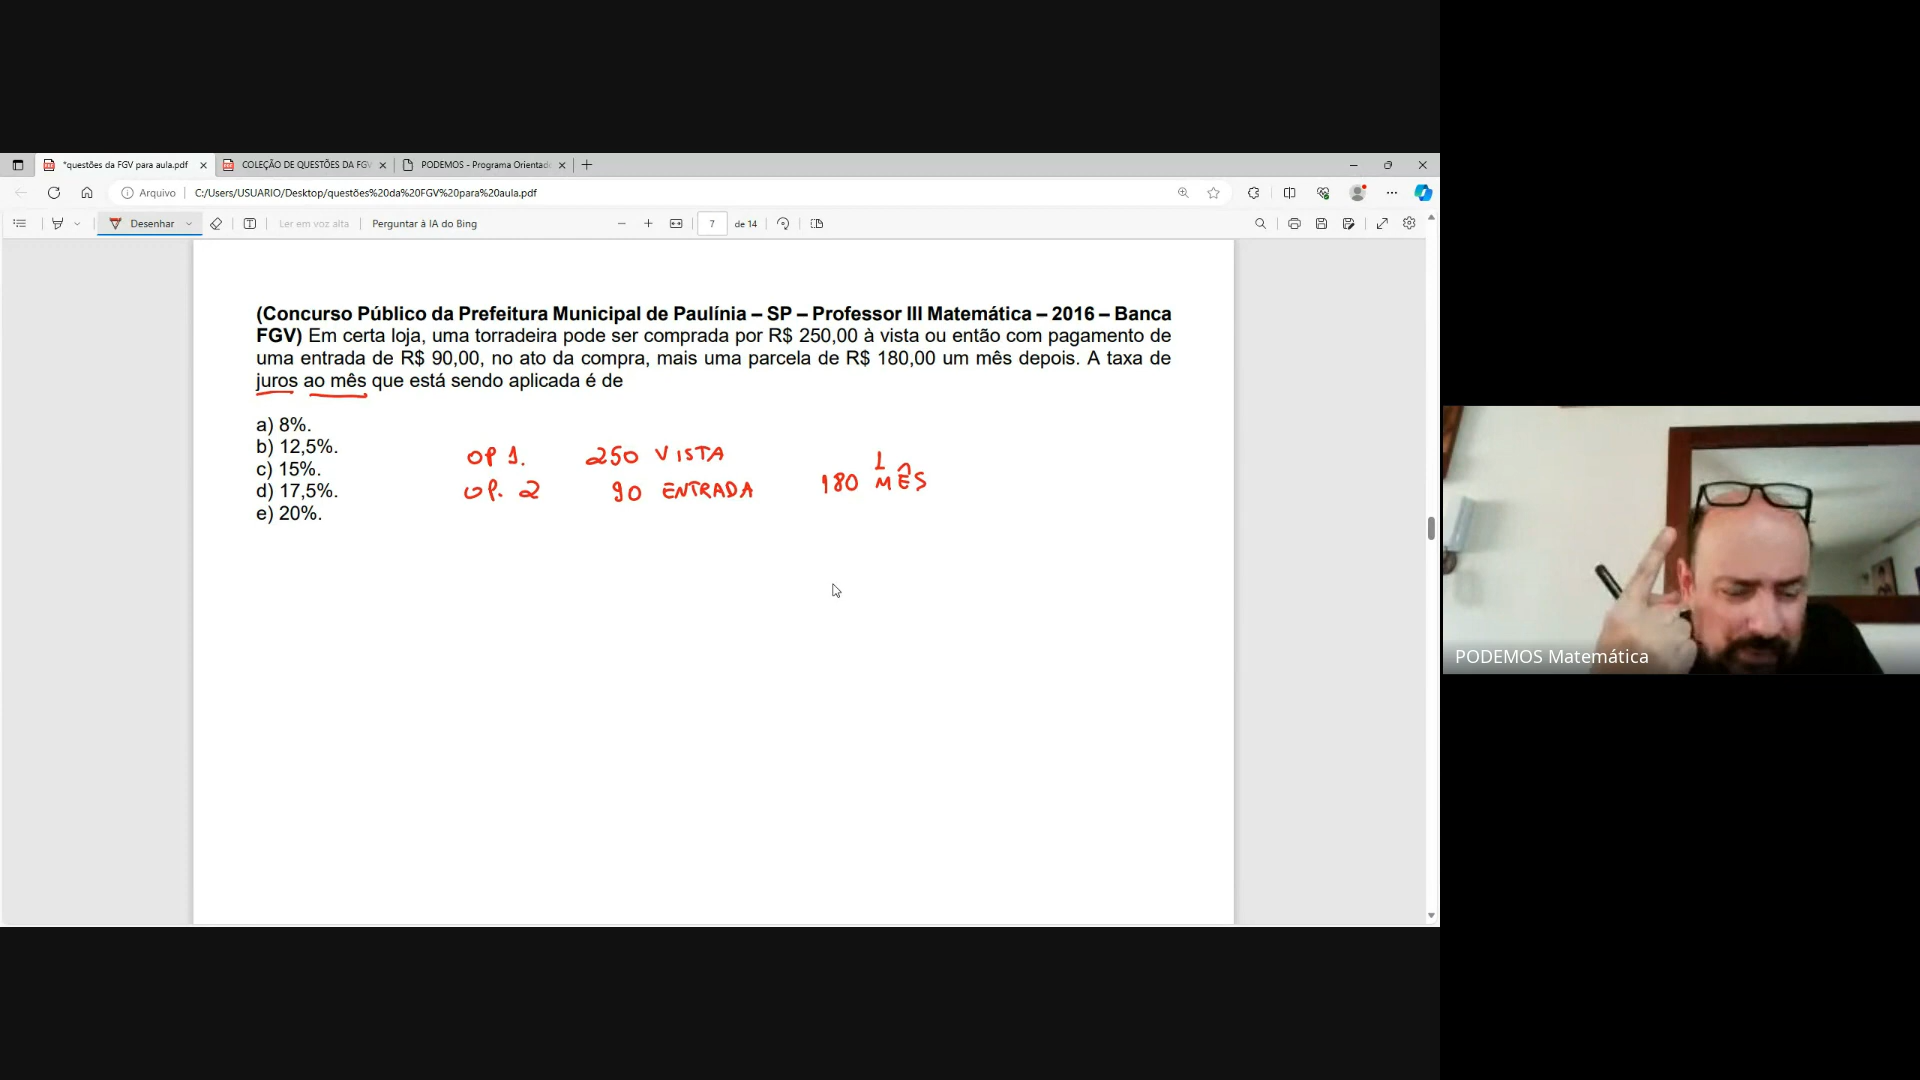 *questões da FGV para aula.pdf
COLEÇÃO DE QUESTÕES DA FGV
PODEMOS - Programa Orientad
Arquivo
C:/Users/USUARIO/Desktop/questões%20da%20FGV%20para%20aula.pdf
Desenhar
Ler em voz alta
Perguntar à IA do Bing
7
de 14
(Concurso Público da Prefeitura Municipal de Paulínia – SP – Professor III Matemática – 2016 – Banca
FGV) Em certa loja, uma torradeira pode ser comprada por R$ 250,00 à vista ou então com pagamento de
uma entrada de R$ 90,00, no ato da compra, mais uma parcela de R$ 180,00 um mês depois. A taxa de
juros ao mês que está sendo aplicada é de
a) 8%.
b) 12,5%.
c) 15%.
d) 17,5%.
e) 20%.
OP 1. 250 VISTA
OP. 2 90 ENTRADA
1
180 MÊS
PODEMOS Matemática